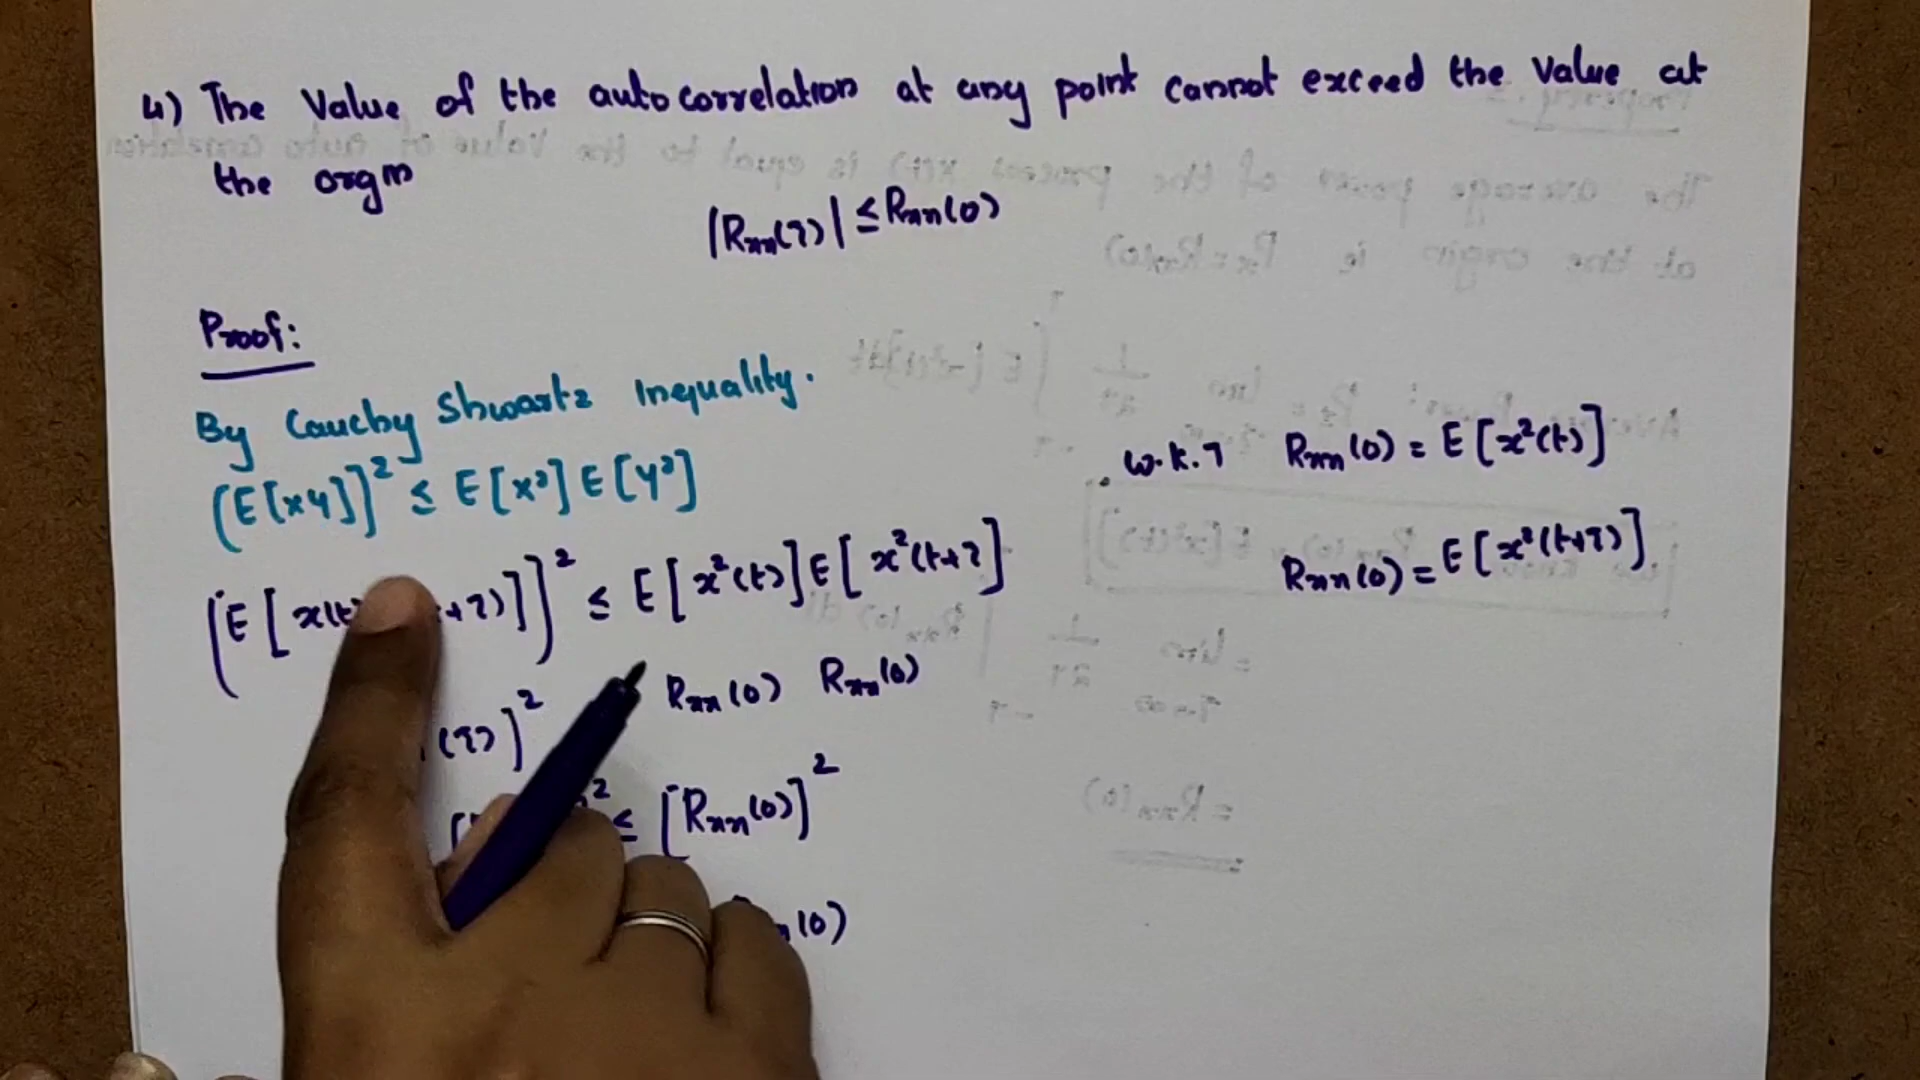 4) The Value of the autocorrelation at any point cannot exceed the value at
the orgin
|Rxx(τ)| ≤ Rxx(0)
Proof:
By Cauchy Shwartz Inequality.
(E[xy])² ≤ E[x²] E[y²]
w.k.T Rxx(0) = E[x²(t)]
(E[x(t) +τ)])² ≤ E[x²(t)] E[x²(t+τ]
Rxx(0) = E[x²(t+τ)]
(τ)]² Rxx(0) Rxx(0)
² ≤ [Rxx(0)]²
(0)